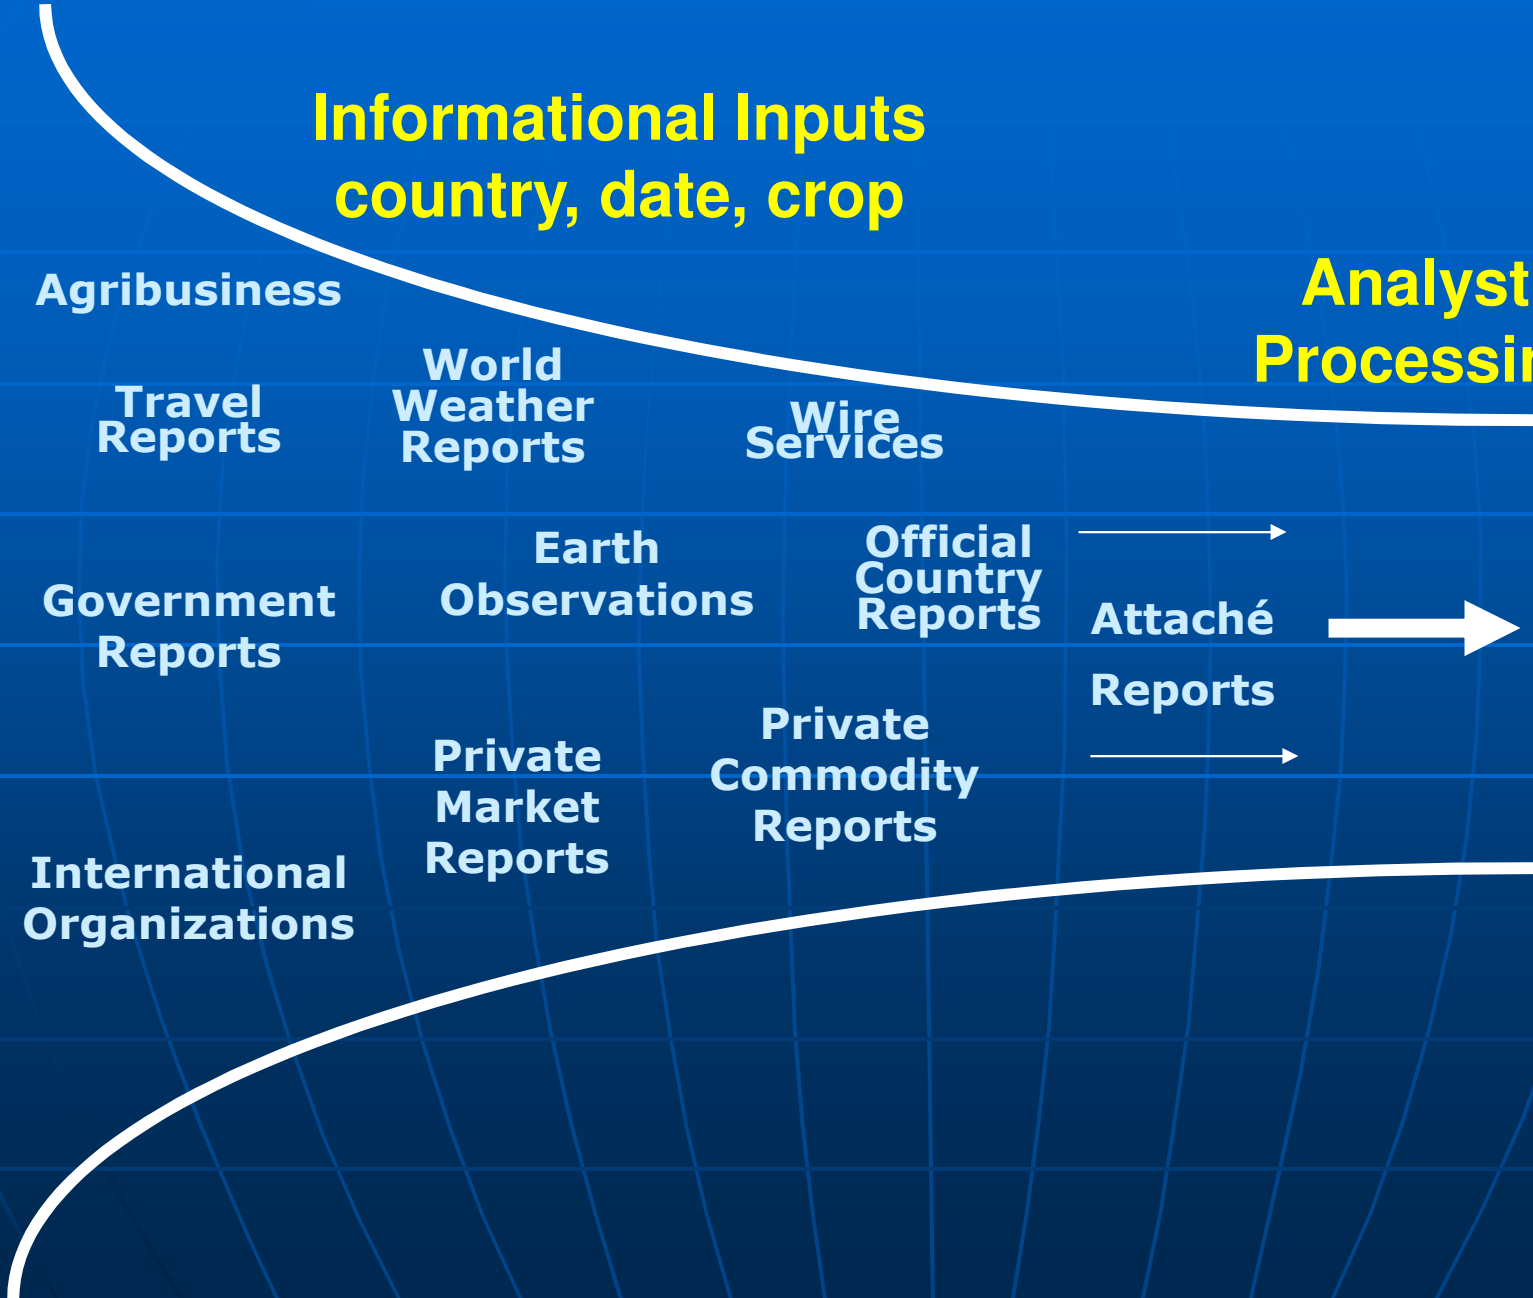 Informational Inputs
country, date, crop
Analyst
Agribusiness
World
Weather
Reports
Travel
Reports
Wire
Services
Earth
Observations
Official
Country
Reports
Government
Reports
Attaché
Reports
Private
Commodity
Reports
Private
Market
Reports
International
Organizations